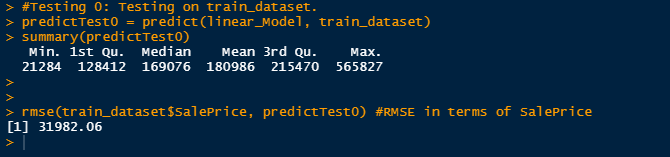 > #Testing 0: Testing on train_dataset.
> predictTest0 = predict(linear_Model, train_dataset)
> summary(predictTest0)
   Min. 1st Qu.  Median    Mean 3rd Qu.    Max.
  21284  128412  169076  180986  215470  565827
>
>
> rmse(train_dataset$SalePrice, predictTest0) #RMSE in terms of SalePrice
[1] 31982.06
>